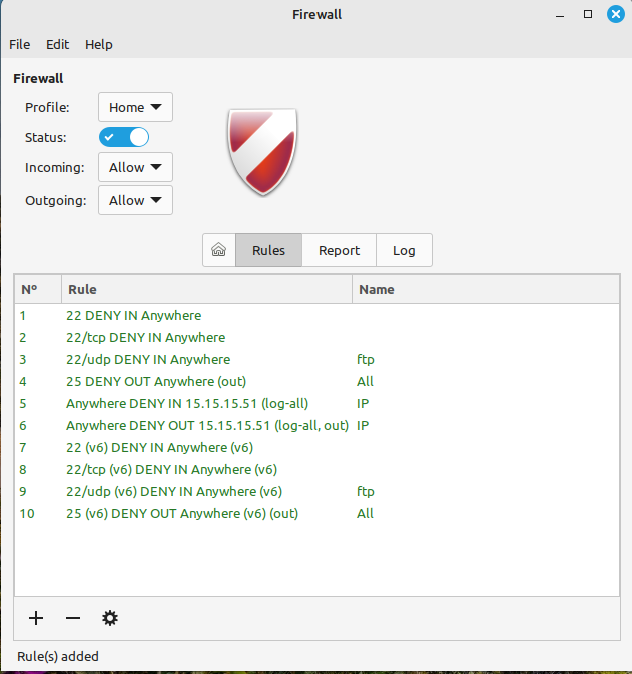 Firewall
File Edit Help
Firewall
Profile: Home
Status:
Incoming: Allow
Outgoing: Allow
Rules Report Log
Nº Rule Name
1 22 DENY IN Anywhere
2 22/tcp DENY IN Anywhere
3 22/udp DENY IN Anywhere ftp
4 25 DENY OUT Anywhere (out) All
5 Anywhere DENY IN 15.15.15.51 (log-all) IP
6 Anywhere DENY OUT 15.15.15.51 (log-all, out) IP
7 22 (v6) DENY IN Anywhere (v6)
8 22/tcp (v6) DENY IN Anywhere (v6)
9 22/udp (v6) DENY IN Anywhere (v6) ftp
10 25 (v6) DENY OUT Anywhere (v6) (out) All
Rule(s) added